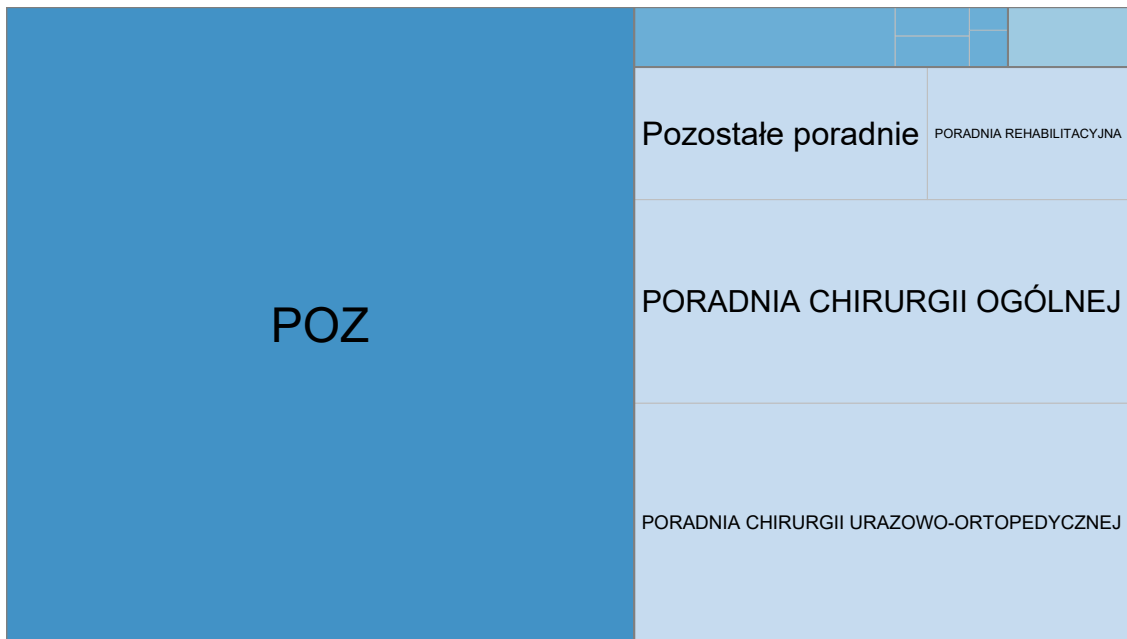 POZ
Pozostałe poradnie
PORADNIA REHABILITACYJNA
PORADNIA CHIRURGII OGÓLNEJ
PORADNIA CHIRURGII URAZOWO-ORTOPEDYCZNEJ